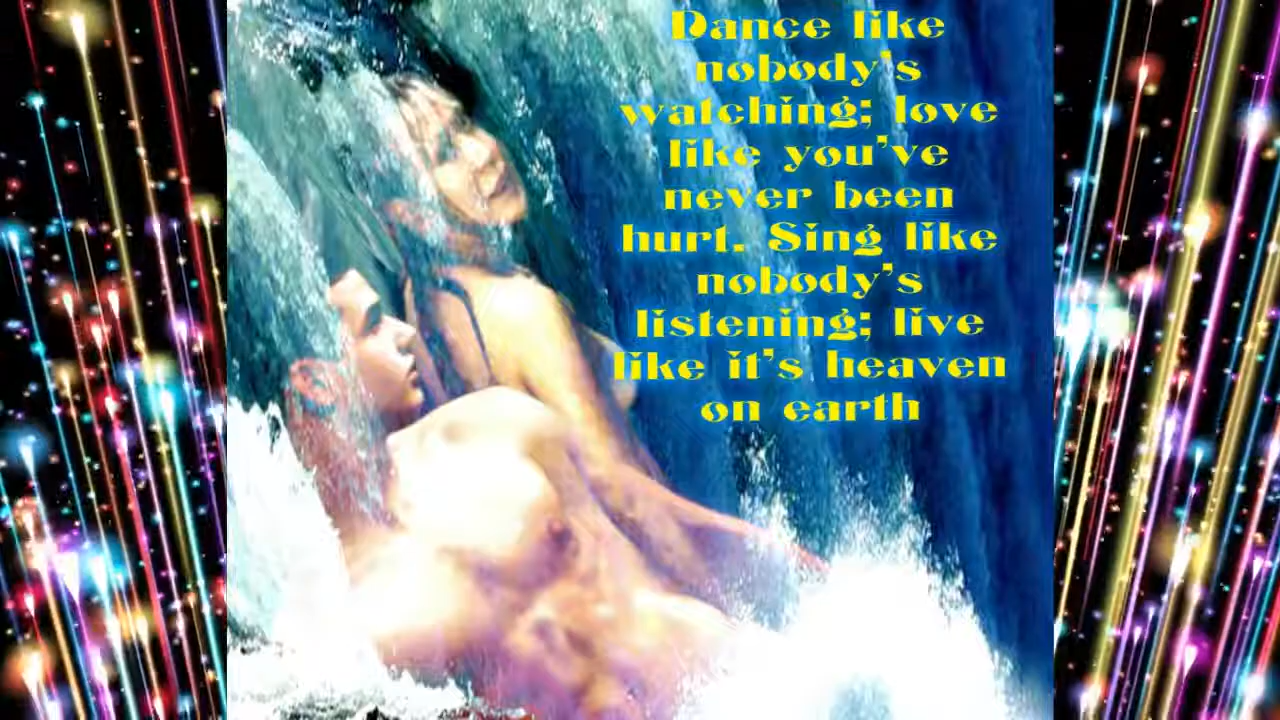 Dance like
nobody's
watching; love
like you've
never been
hurt. Sing like
nobody's
listening; live
like it's heaven
on earth